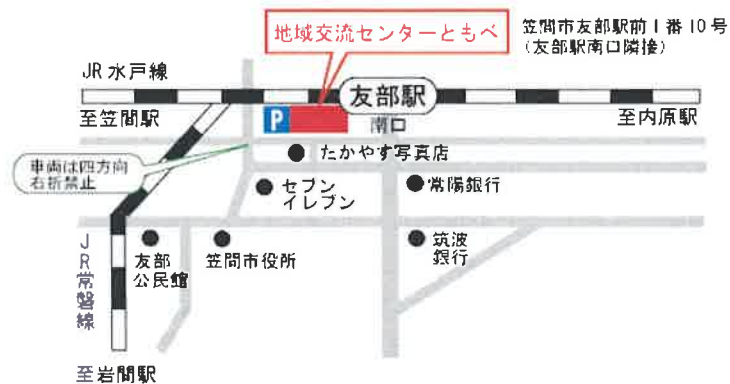 地域交流センターともべ
笠間市友部駅前1番10号
(友部駅南口隣接)
JR水戸線
友部駅
至笠間駅
P
南口
至内原駅
たかやす写真店
車両は四方向
右折禁止
セブン
イレブン
常陽銀行
JR常磐線
友部
公民館
笠間市役所
筑波
銀行
至岩間駅